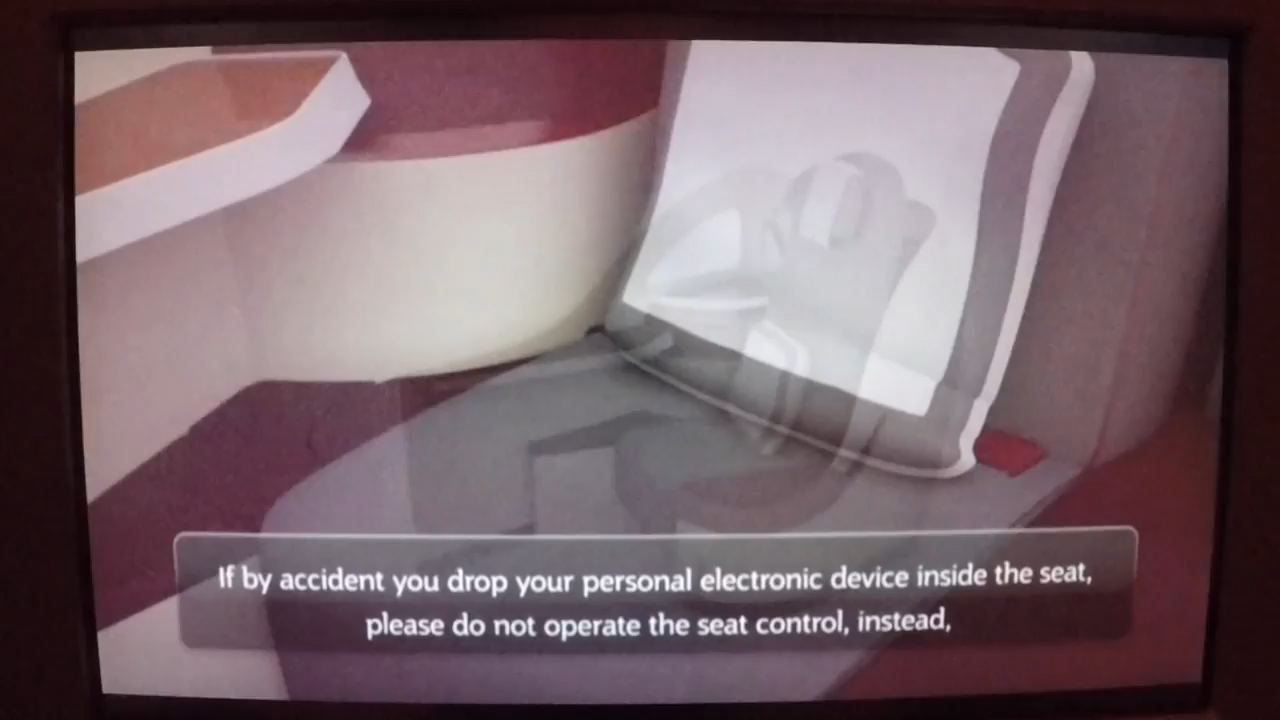 If by accident you drop your personal electronic device inside the seat,
please do not operate the seat control, instead,